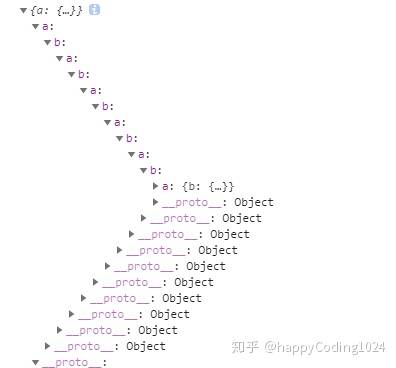 ▼{a: {…}} i
▼a:
▼b:
▼a:
▼b:
▼a:
▼b:
▼a:
▼b:
▼a:
▼b:
▶a: {b: {…}}
▶__proto__: Object
▶__proto__: Object
▶__proto__: Object
▶__proto__: Object
▶__proto__: Object
▶__proto__: Object
▶__proto__: Object
▶__proto__: Object
▶__proto__: Object
▶__proto__: Object
知乎 @happyCoding1024
▼__proto__: